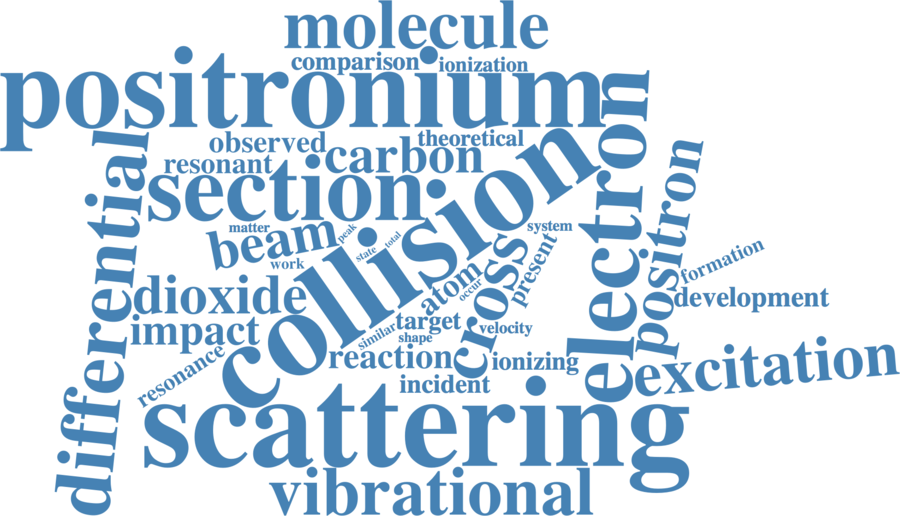 molecule
comparison
ionization
positronium
electron
differential
observed
theoretical
resonant
carbon
positron
section
collision
matter
beam
peak
state
total
system
work
cross
present
formation
atom
occur
dioxide
development
impact
similar
target
velocity
shape
resonance
reaction
ionizing
excitation
incident
scattering
vibrational